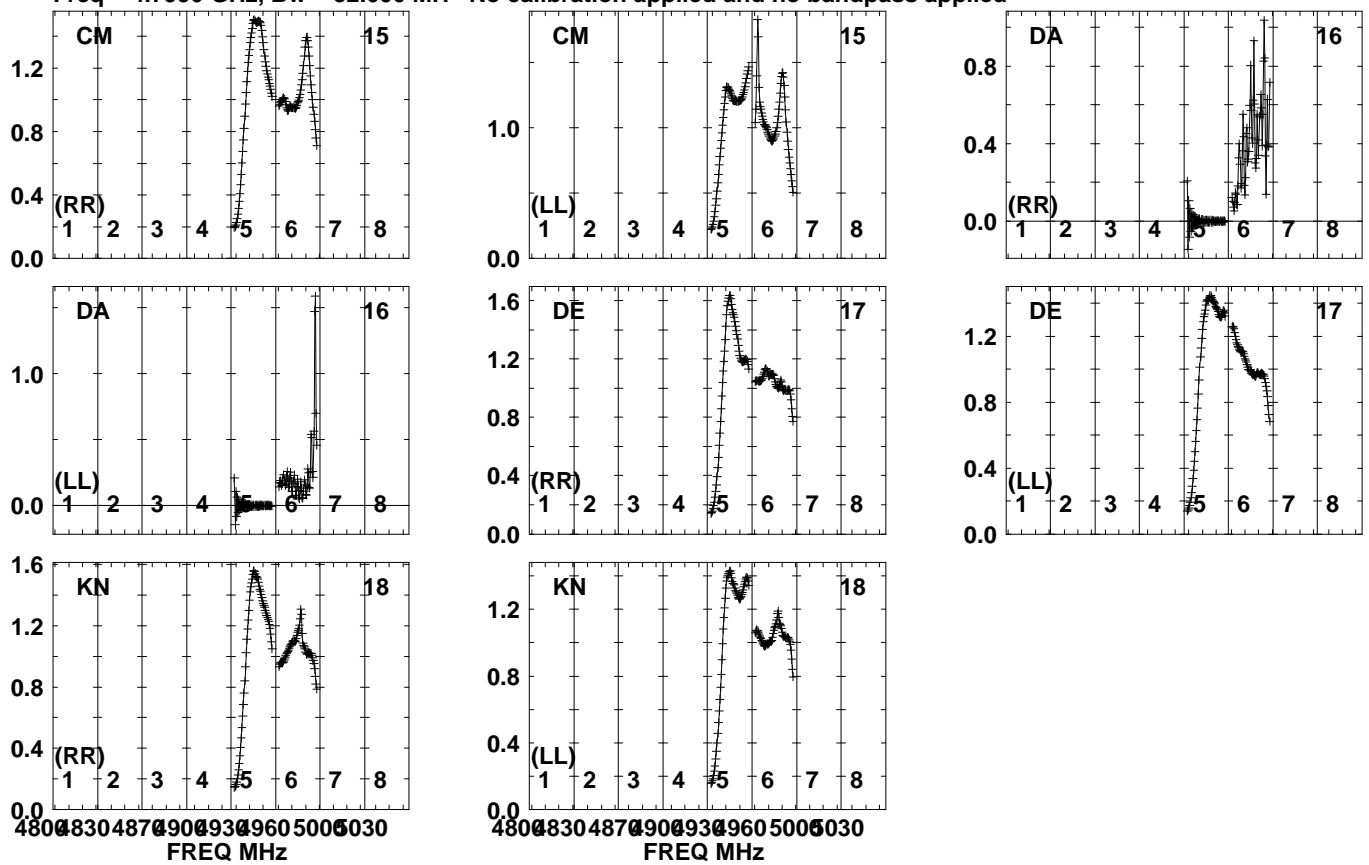 Freq GHz, Bw MH No calibration applied and no bandpass applied
CM 15
1.2
0.8
0.4
0.0
(RR)
1 2 3 4 5 6 7 8
CM 15
1.0
0.0
(LL)
1 2 3 4 5 6 7 8
DA 16
0.8
0.4
0.0
(RR)
1 2 3 4 5 6 7 8
DA 16
1.0
0.0
(LL)
1 2 3 4 5 6 7 8
DE 17
1.6
1.2
0.8
0.4
0.0
(RR)
1 2 3 4 5 6 7 8
DE 17
1.2
0.8
0.4
0.0
(LL)
1 2 3 4 5 6 7 8
KN 18
1.6
1.2
0.8
0.4
0.0
(RR)
1 2 3 4 5 6 7 8
4800 4830 4870 4900 4930 4960 5000 5030
FREQ MHz
KN 18
1.2
0.8
0.4
0.0
(LL)
1 2 3 4 5 6 7 8
4800 4830 4870 4900 4930 4960 5000 5030
FREQ MHz